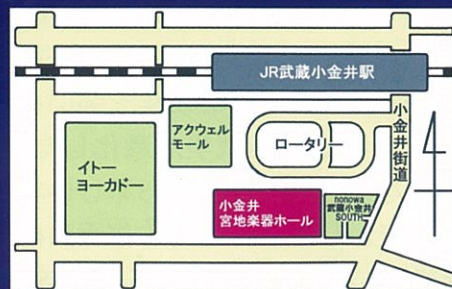 JR武蔵小金井駅
アクウェル
モール
ロータリー
小金井街道
イトー
ヨーカドー
小金井
宮地楽器ホール
nonowa
武蔵小金井
SOUTH